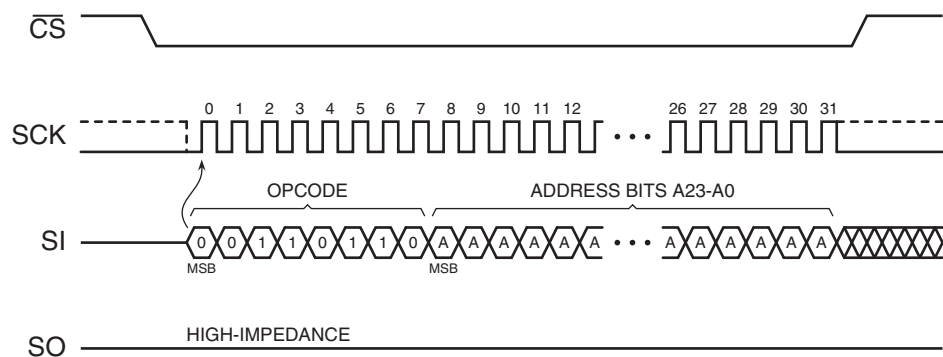 CS
SCK
0 1 2 3 4 5 6 7 8 9 10 11 12 26 27 28 29 30 31
• • •
OPCODE ADDRESS BITS A23-A0
SI
0 0 1 1 0 1 1 0 A A A A A A • • • A A A A A A
MSB MSB
HIGH-IMPEDANCE
SO